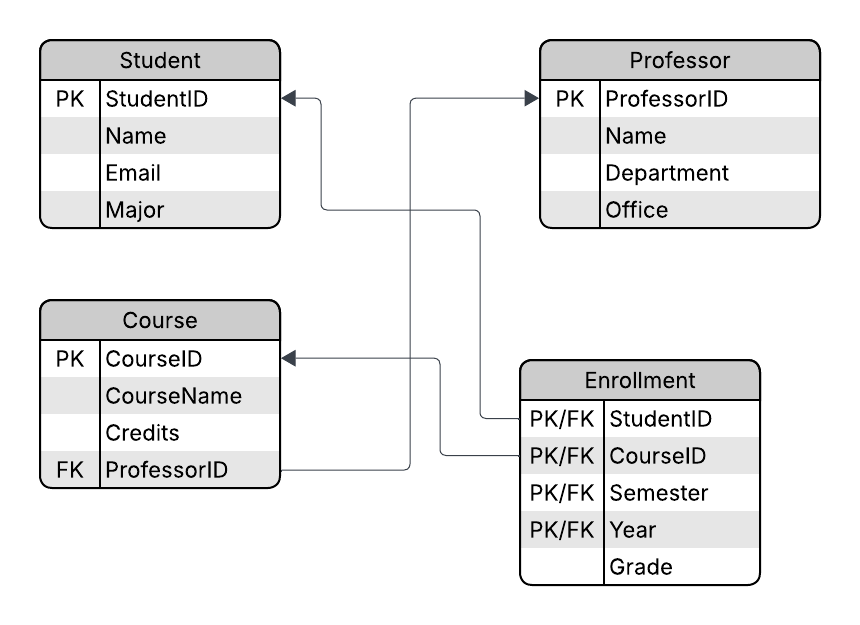 Student
PK StudentID
Name
Email
Major
Professor
PK ProfessorID
Name
Department
Office
Course
PK CourseID
CourseName
Credits
FK ProfessorID
Enrollment
PK/FK StudentID
PK/FK CourseID
PK/FK Semester
PK/FK Year
Grade